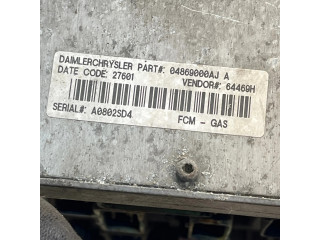 DAIMLERCHRYSLER PART#: 04869000AJ A
DATE CODE: 27601 VENDOR#: 64469H
SERIAL#: A0802SD4 FCM - GAS